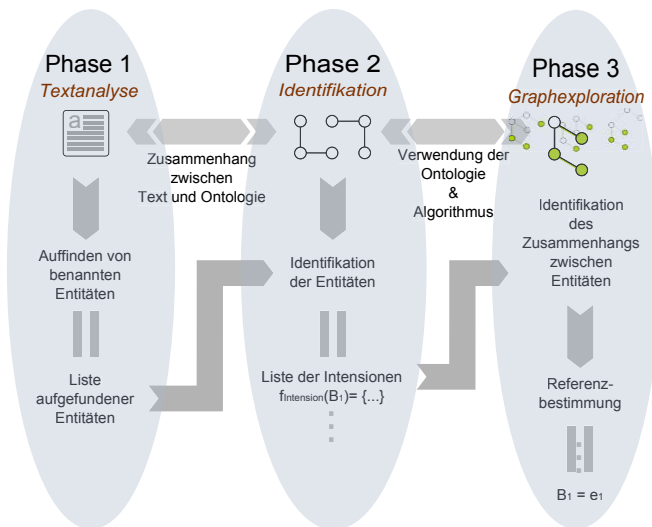 Phase 1
Textanalyse
a
Zusammenhang
zwischen
Text und Ontologie
Auffinden von
benannten
Entitäten
Liste
aufgefundener
Entitäten
Phase 2
Identifikation
Verwendung der
Ontologie
&
Algorithmus
Identifikation
der Entitäten
Liste der Intensionen
fIntension(B1)= {...}
Phase 3
Graphexploration
Identifikation
des
Zusammenhangs
zwischen
Entitäten
Referenz-
bestimmung
B1 = e1